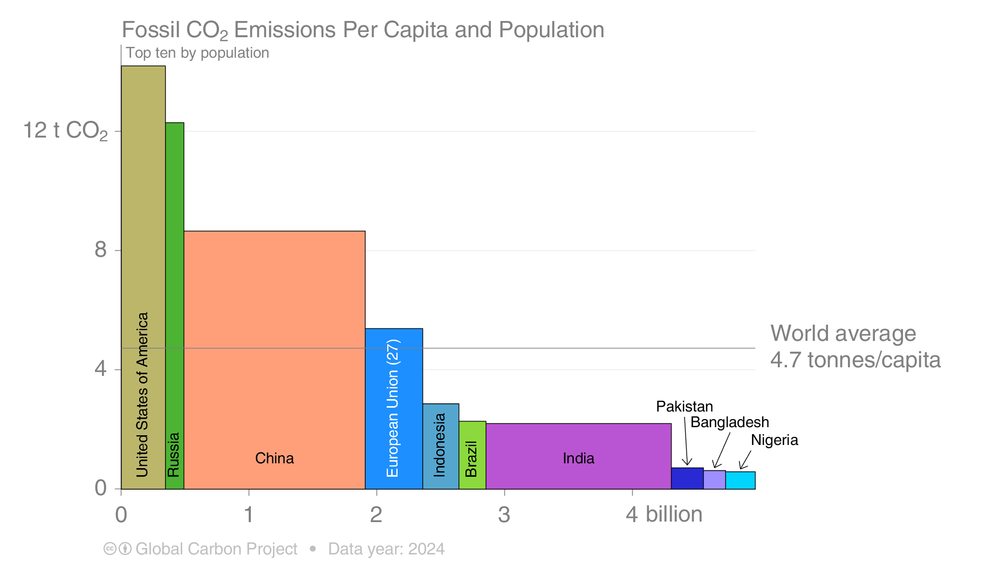 Fossil CO₂ Emissions Per Capita and Population
Top ten by population
12 t CO₂
8
4
0
United States of America
Russia
China
European Union (27)
Indonesia
Brazil
India
Pakistan
Bangladesh
Nigeria
World average
4.7 tonnes/capita
0 1 2 3 4 billion
cc Global Carbon Project • Data year: 2024